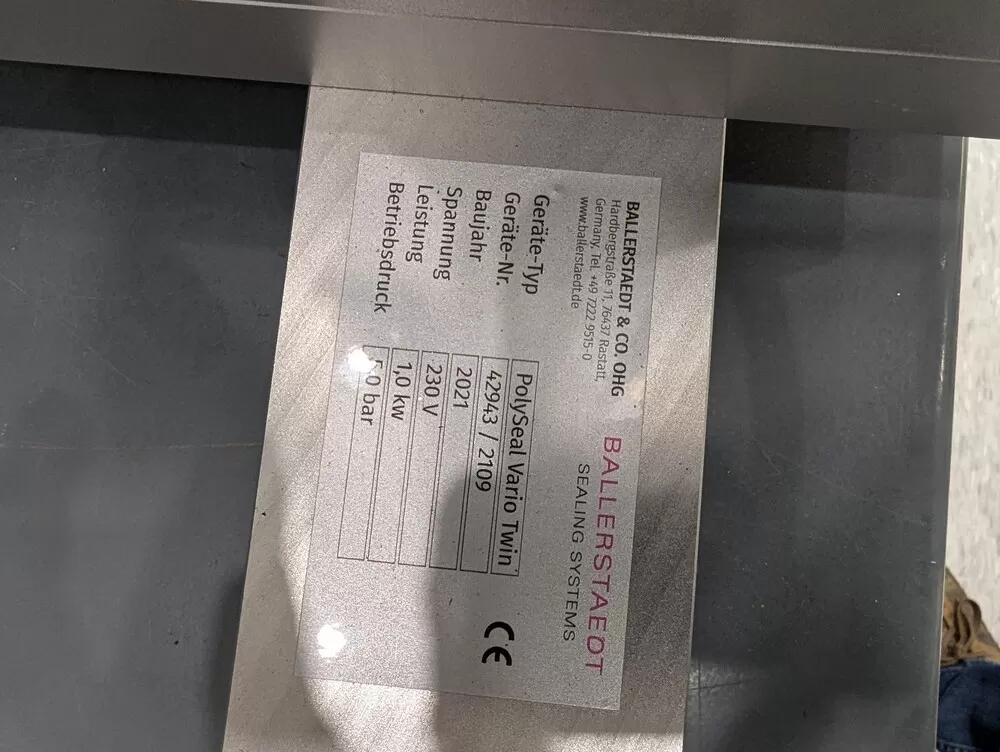 BALLERSTAEDT & CO. OHG
Hardbergstraße 11, 76437 Rastatt,
Germany, Tel. +49 7222 9515-0
www.ballerstaedt.de
BALLERSTAEDT
SEALING SYSTEMS
Geräte-Typ PolySeal Vario Twin
Geräte-Nr. 42943 / 2109
Baujahr 2021
Spannung 230 V
Leistung 1,0 kw
Betriebsdruck bar
CE